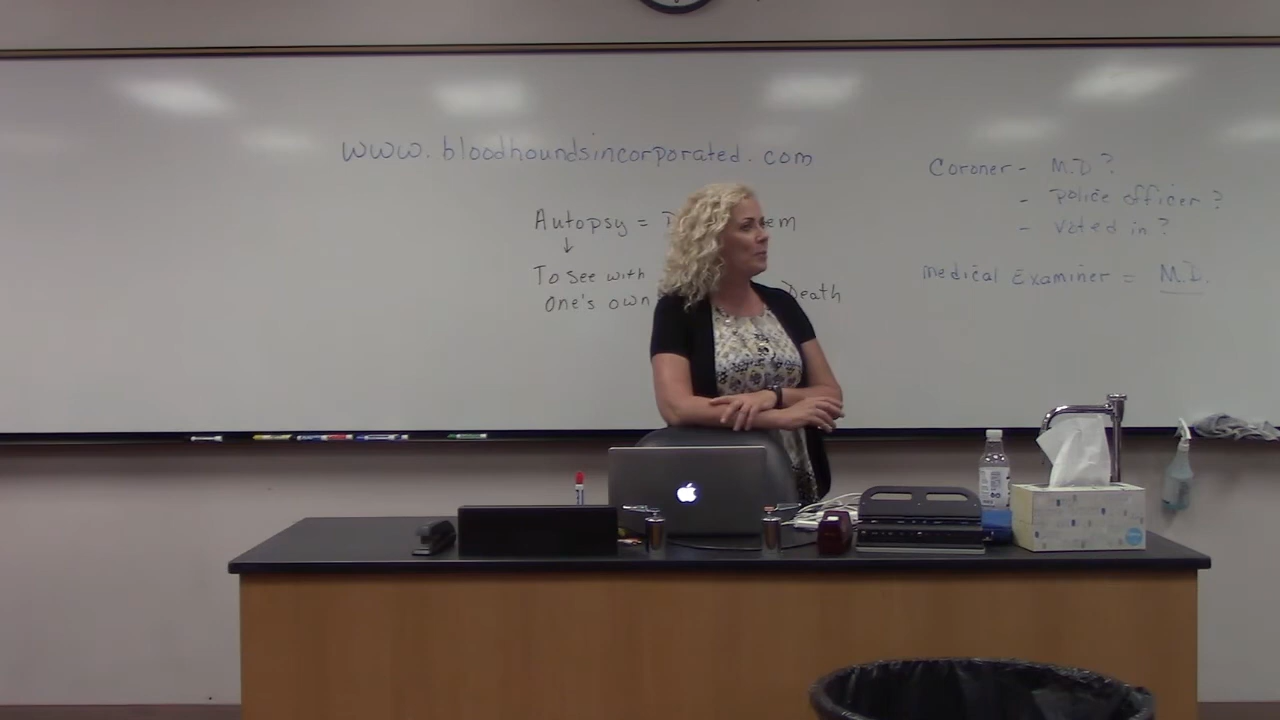 www.bloodhoundsincorporated.com
Autopsy = em
↓
To see with
one's own Death
Coroner - M.D?
- Police officer?
- Voted in?
Medical Examiner = M.D.